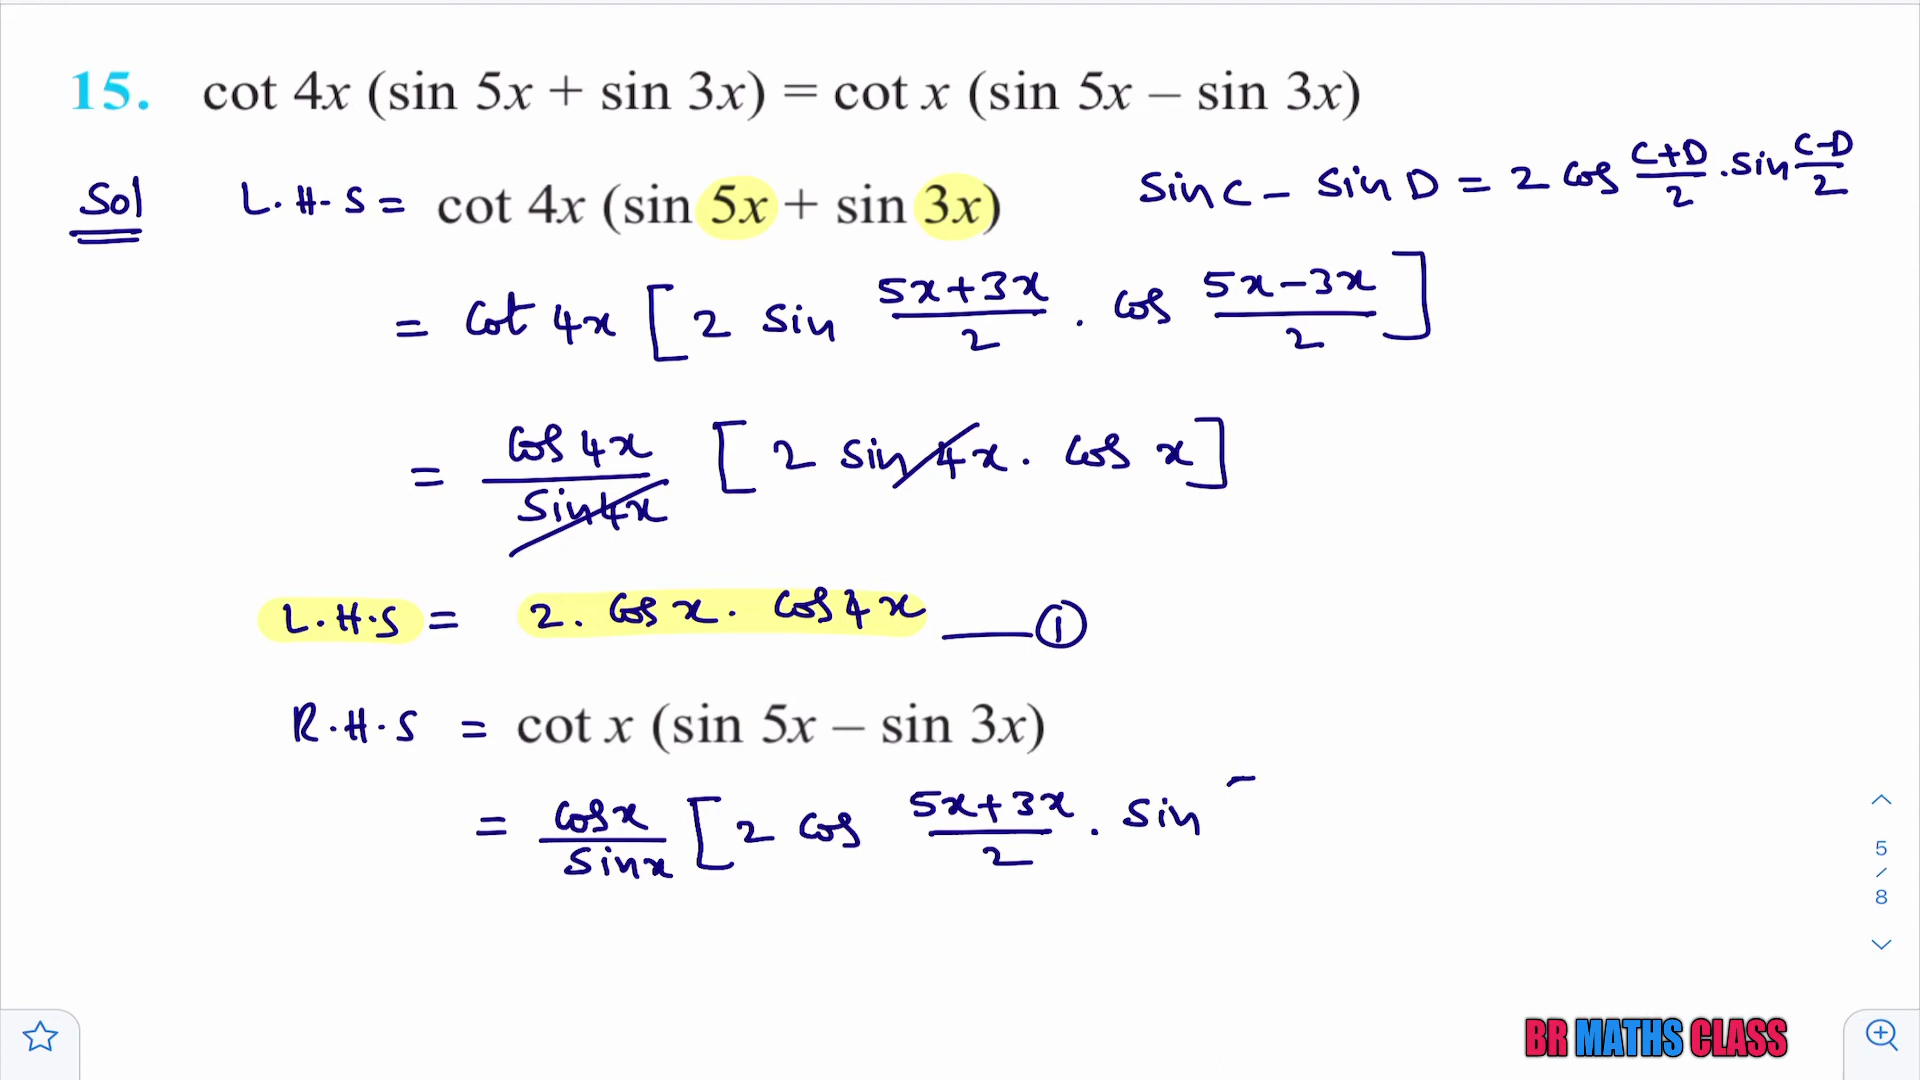 15. cot 4x (sin 5x + sin 3x) = cot x (sin 5x – sin 3x)
Sol L.H.S = cot 4x (sin 5x + sin 3x)
sin C – sin D = 2 cos (C+D)/2 . sin (C–D)/2
= cot 4x [ 2 sin (5x+3x)/2 . cos (5x–3x)/2 ]
= cos 4x / sin 4x [ 2 sin 4x . cos x ]
L.H.S = 2 . cos x . cos 4x —— ①
R.H.S = cot x (sin 5x – sin 3x)
= cos x / sin x [ 2 cos (5x+3x)/2 . sin
5
/
8
BR MATHS CLASS